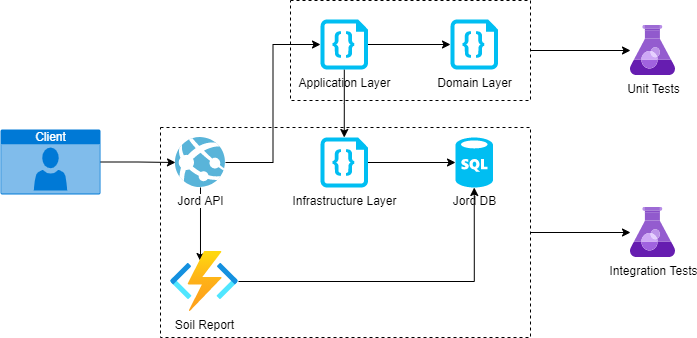 Application Layer
Domain Layer
Unit Tests
Client
Jord API
Infrastructure Layer
SQL
Jord DB
Integration Tests
Soil Report